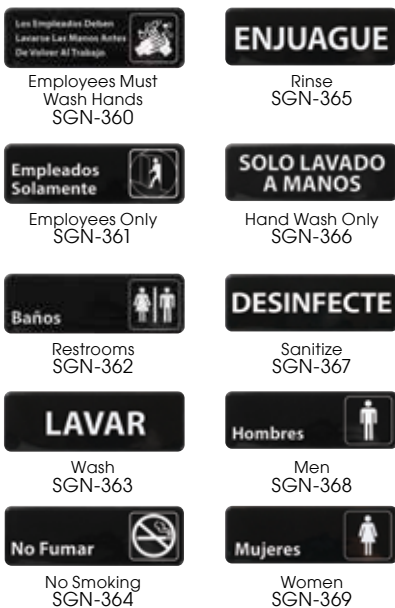 Los Empleados Deben
Lavarse Las Manos Antes
De Volver Al Trabajo
Employees Must
Wash Hands
SGN-360
ENJUAGUE
Rinse
SGN-365
Empleados
Solamente
Employees Only
SGN-361
SOLO LAVADO
A MANOS
Hand Wash Only
SGN-366
Baños
Restrooms
SGN-362
DESINFECTE
Sanitize
SGN-367
LAVAR
Wash
SGN-363
Hombres
Men
SGN-368
No Fumar
No Smoking
SGN-364
Mujeres
Women
SGN-369